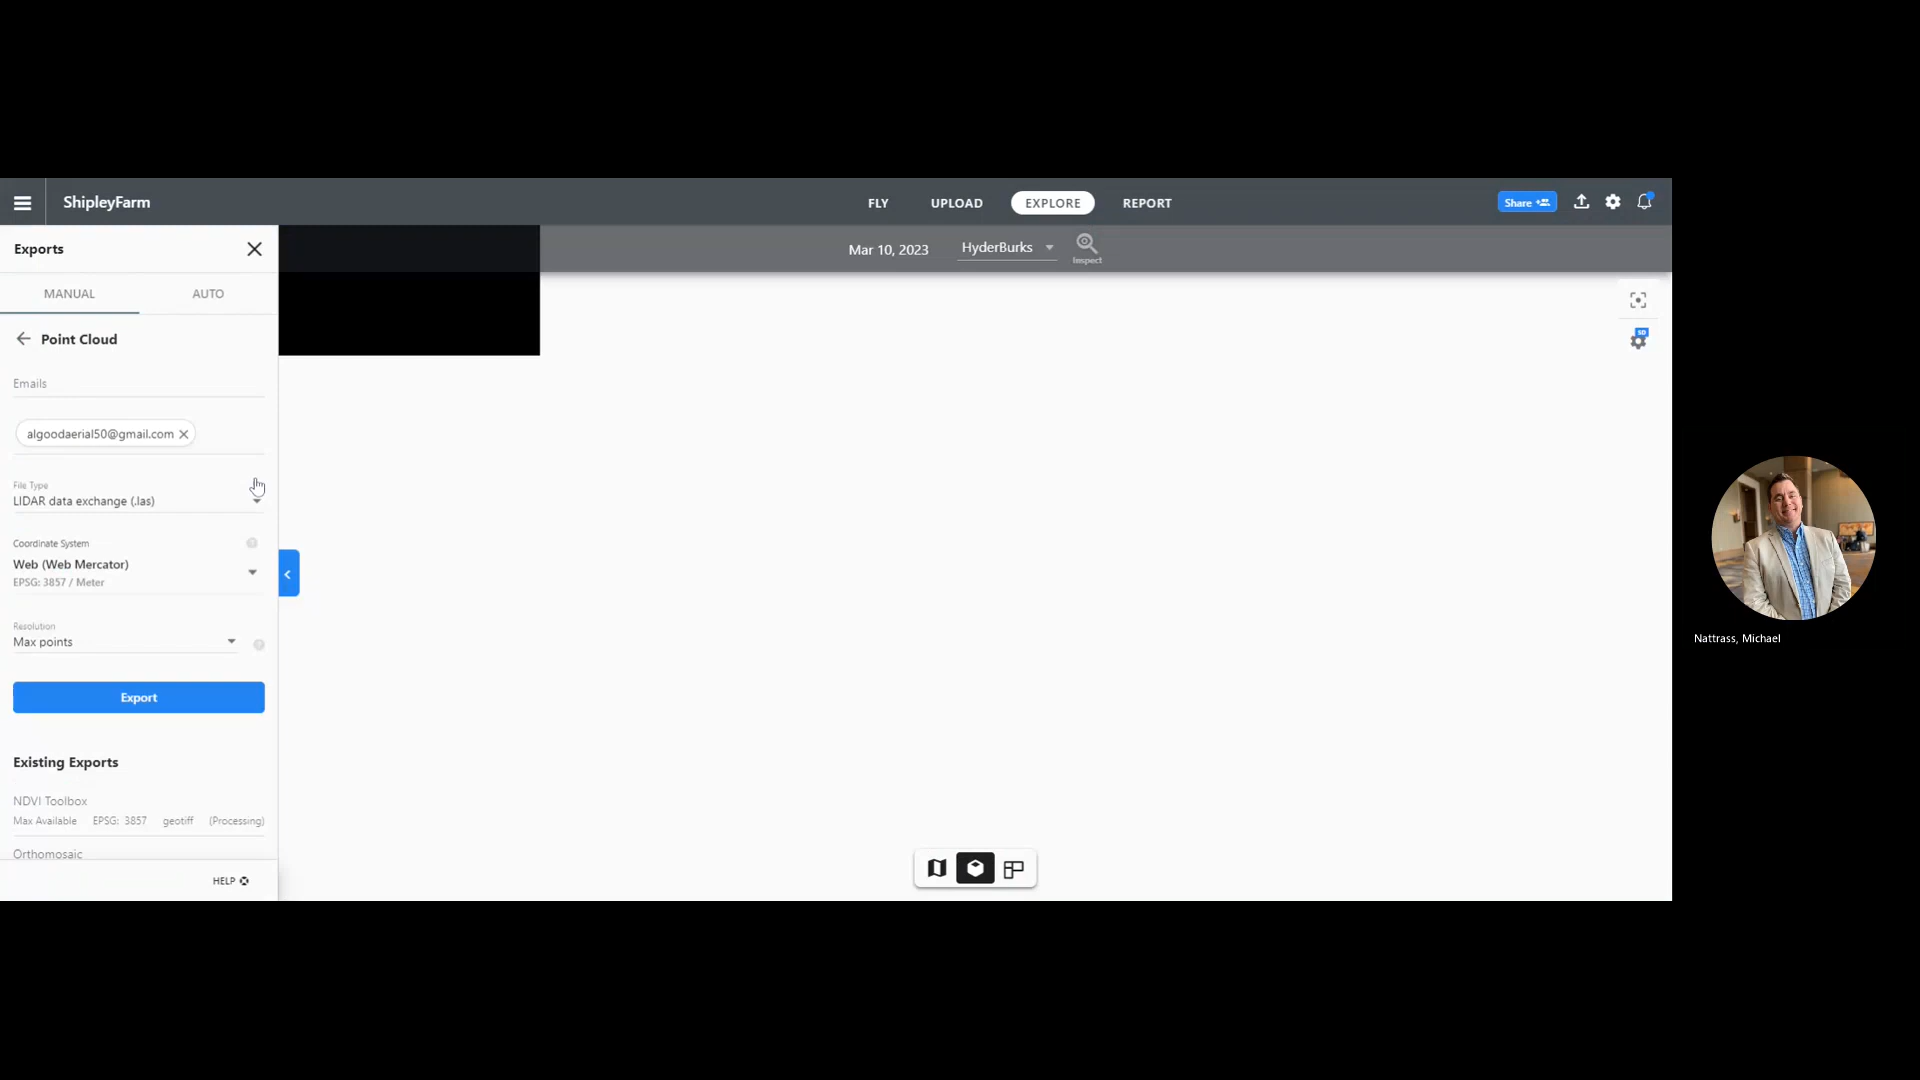 ShipleyFarm
FLY
UPLOAD
EXPLORE
REPORT
Share
Exports
Mar 10, 2023
HyderBurks
Inspect
MANUAL
AUTO
SD
Point Cloud
Emails
algoodaerial50@gmail.com
File Type
LIDAR data exchange (.las)
Coordinate System
Web (Web Mercator)
EPSG: 3857 / Meter
Resolution
Max points
Nattrass, Michael
Export
Existing Exports
NDVI Toolbox
Max Available EPSG: 3857 geotiff (Processing)
Orthomosaic
HELP